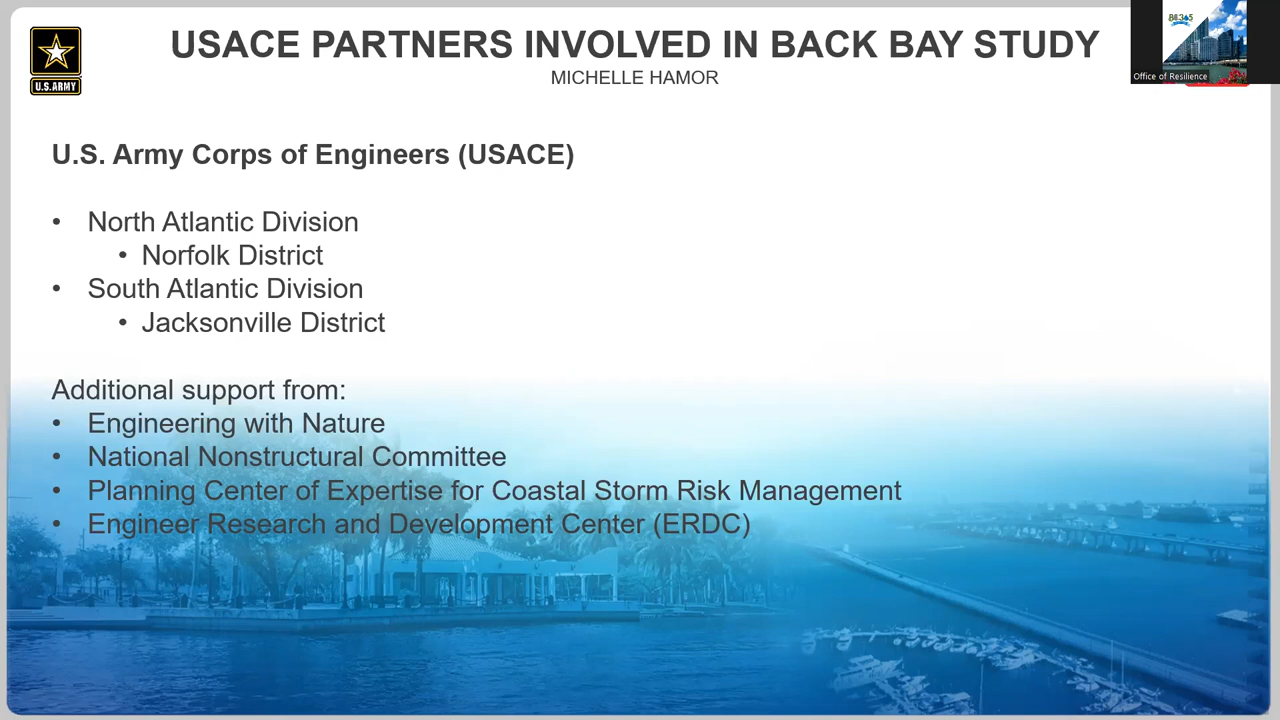 USACE PARTNERS INVOLVED IN BACK BAY STUDY
MICHELLE HAMOR
U.S. ARMY
Office of Resilience
U.S. Army Corps of Engineers (USACE)
• North Atlantic Division
• Norfolk District
• South Atlantic Division
• Jacksonville District
Additional support from:
• Engineering with Nature
• National Nonstructural Committee
• Planning Center of Expertise for Coastal Storm Risk Management
• Engineer Research and Development Center (ERDC)